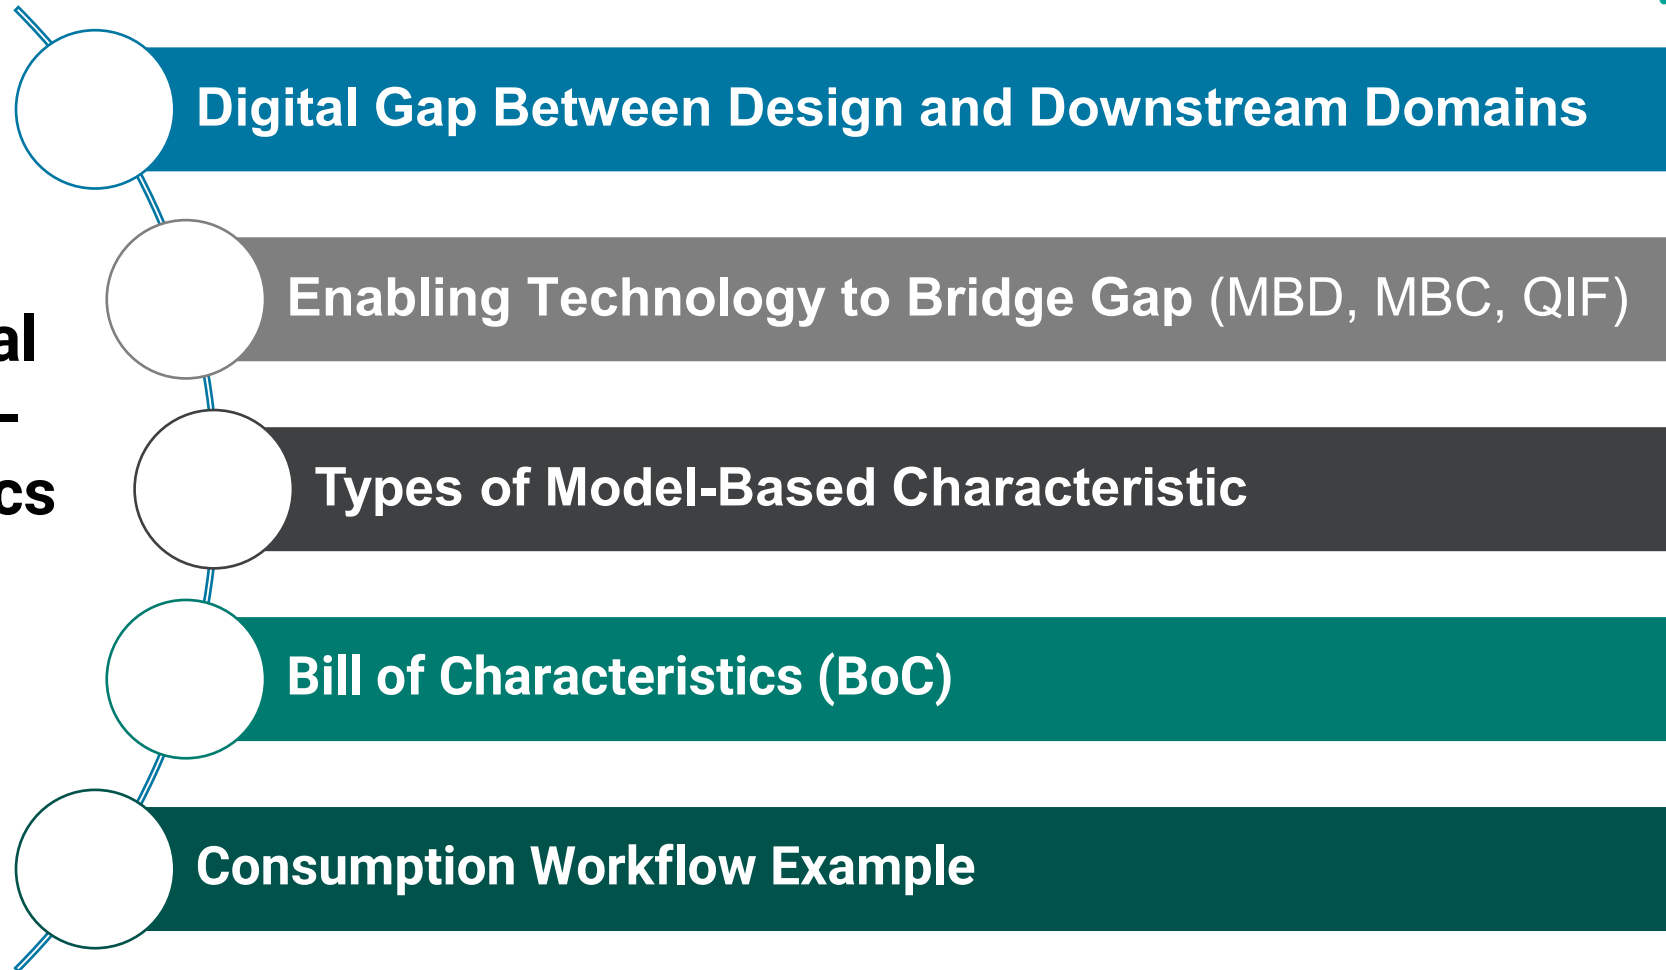 Digital Gap Between Design and Downstream Domains
Enabling Technology to Bridge Gap (MBD, MBC, QIF)
Types of Model-Based Characteristic
Bill of Characteristics (BoC)
Consumption Workflow Example